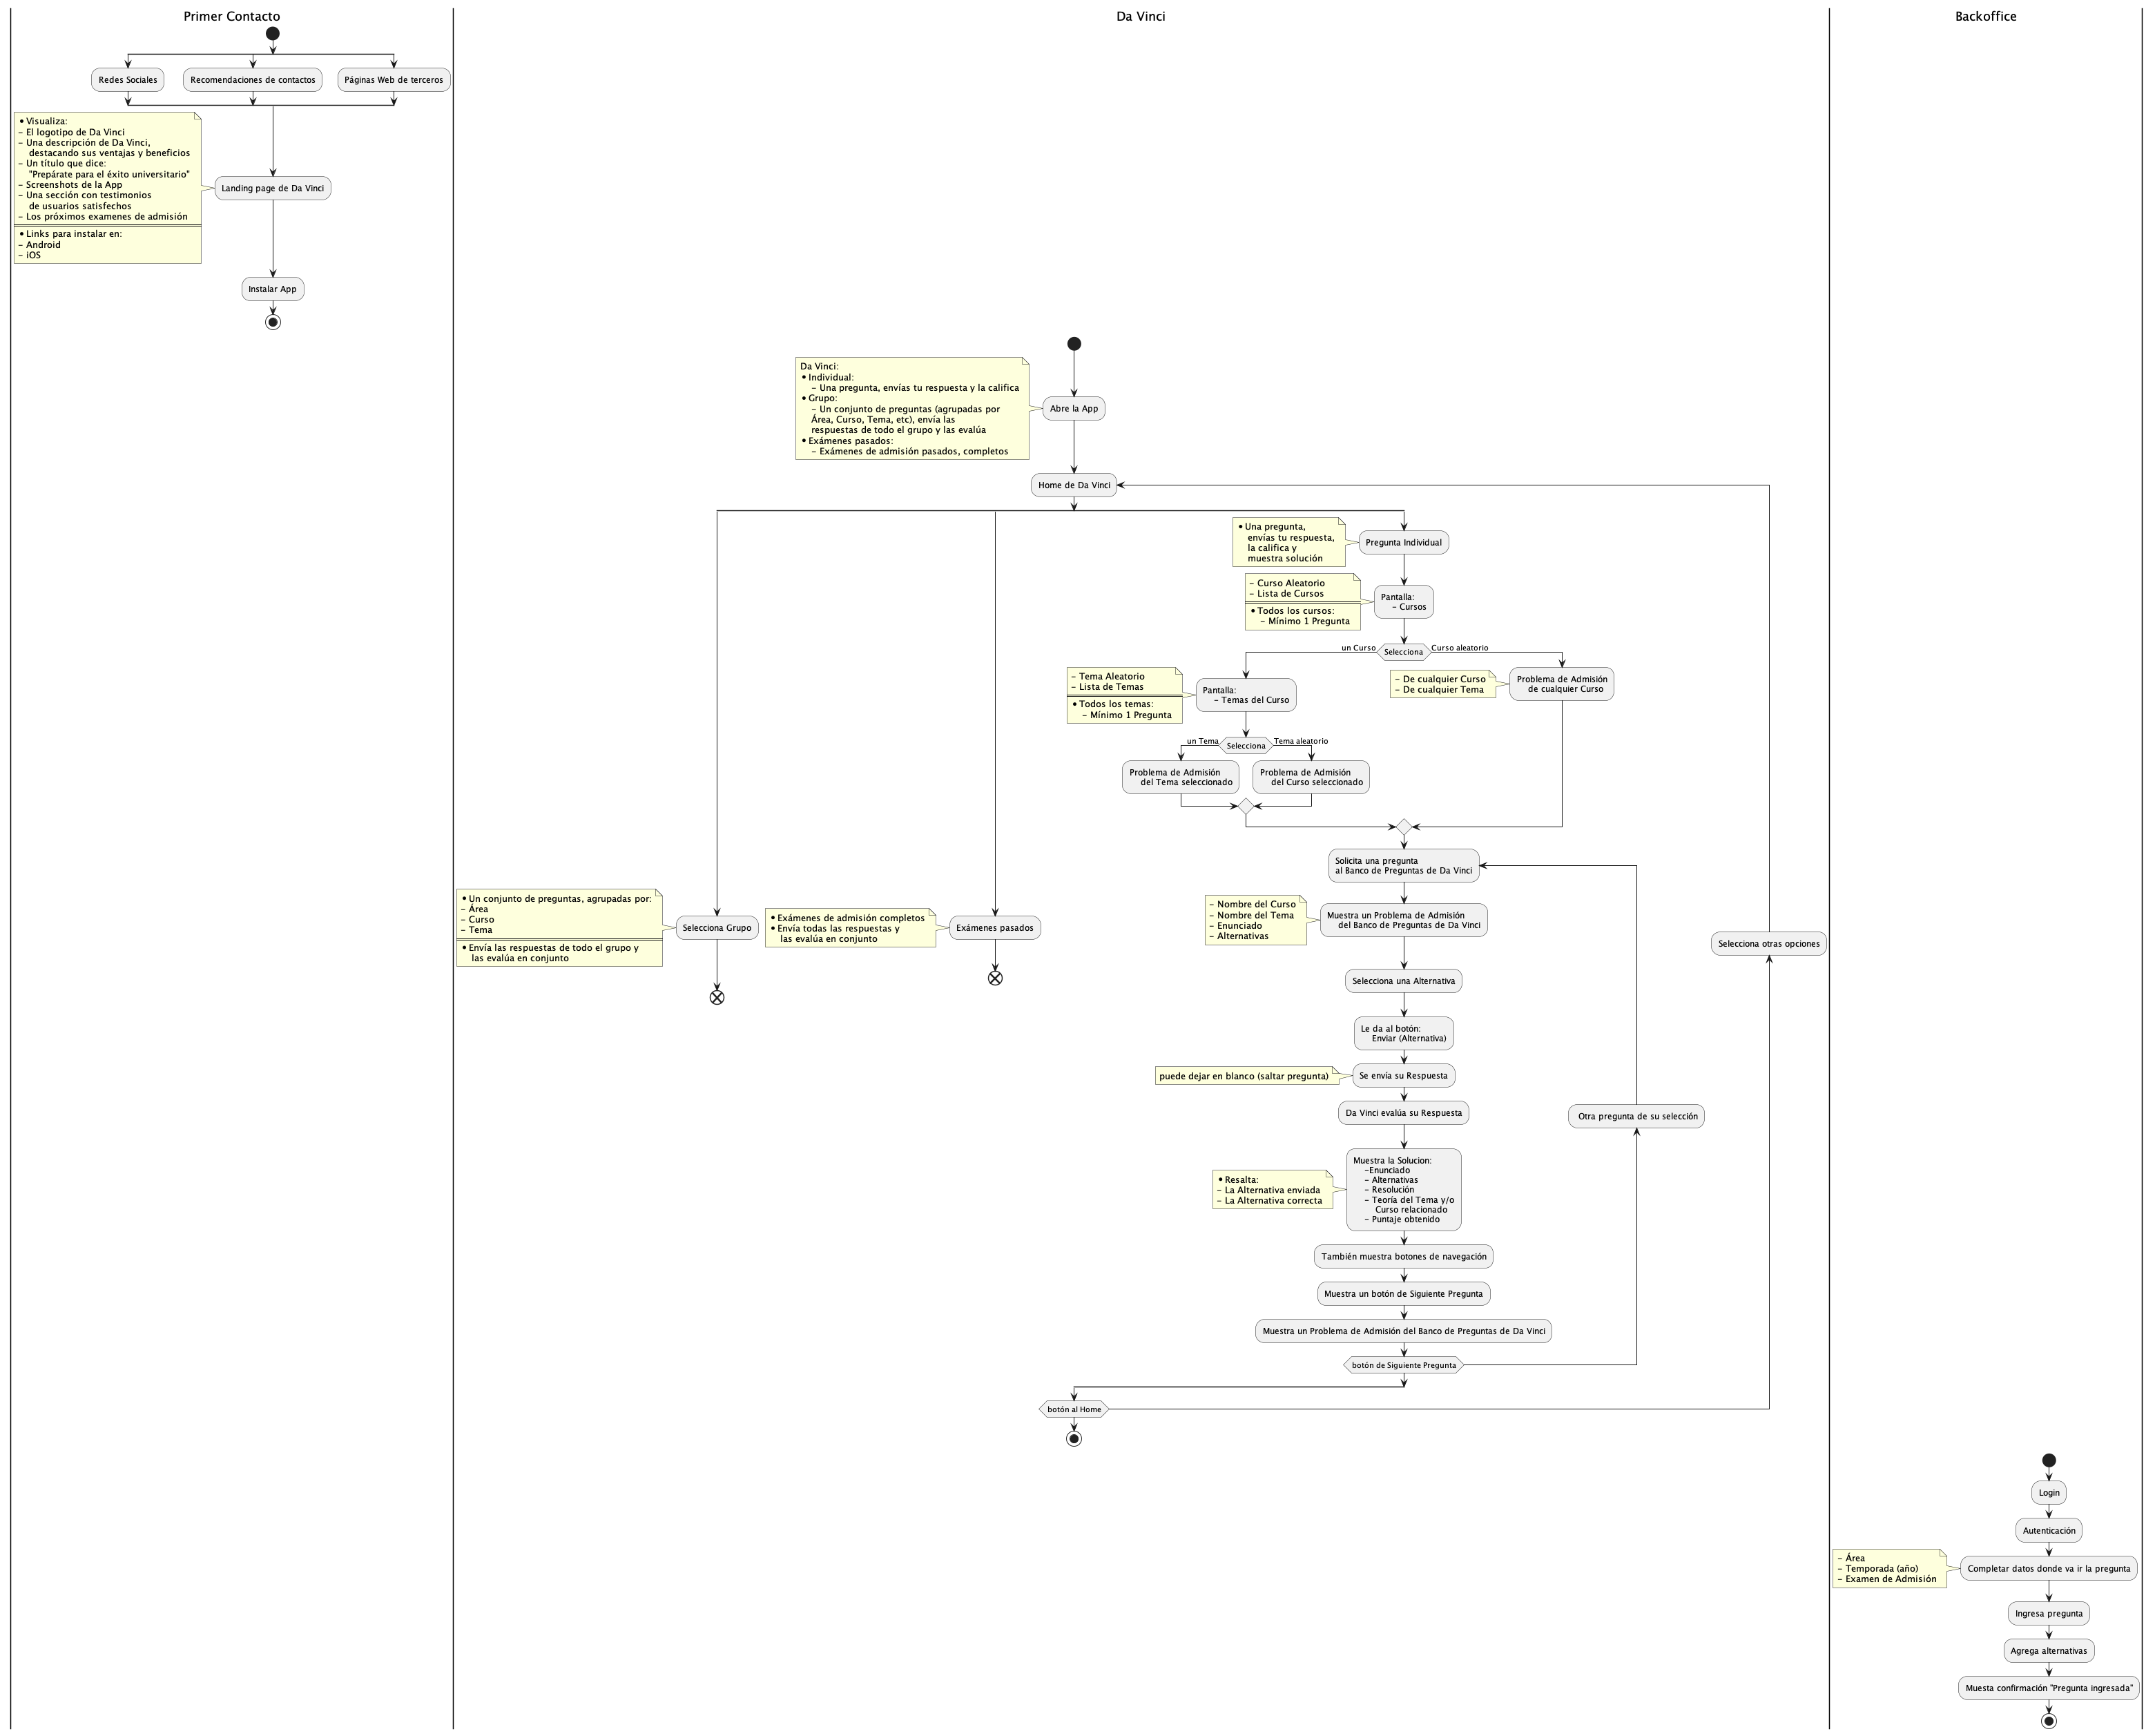 Primer Contacto
Da Vinci
Backoffice
Redes Sociales
Recomendaciones de contactos
Páginas Web de terceros
•Visualiza:
- El logotipo de Da Vinci
- Una descripción de Da Vinci,
destacando sus ventajas y beneficios
- Un título que dice:
"Prepárate para el éxito universitario"
- Screenshots de la App
- Una sección con testimonios
de usuarios satisfechos
- Los próximos examenes de admisión
•Links para instalar en:
- Android
- iOS
Landing page de Da Vinci
Instalar App
Da Vinci:
•Individual:
- Una pregunta, envías tu respuesta y la califica
•Grupo:
- Un conjunto de preguntas (agrupadas por
Área, Curso, Tema, etc), envía las
respuestas de todo el grupo y las evalúa
•Exámenes pasados:
- Exámenes de admisión pasados, completos
Abre la App
Home de Da Vinci
•Una pregunta,
envías tu respuesta,
la califica y
muestra solución
Pregunta Individual
- Curso Aleatorio
- Lista de Cursos
•Todos los cursos:
- Mínimo 1 Pregunta
Pantalla:
- Cursos
un Curso
Selecciona
Curso aleatorio
- Tema Aleatorio
- Lista de Temas
•Todos los temas:
- Mínimo 1 Pregunta
Pantalla:
- Temas del Curso
- De cualquier Curso
- De cualquier Tema
Problema de Admisión
de cualquier Curso
un Tema
Selecciona
Tema aleatorio
Problema de Admisión
del Tema seleccionado
Problema de Admisión
del Curso seleccionado
Solicita una pregunta
al Banco de Preguntas de Da Vinci
•Un conjunto de preguntas, agrupadas por:
- Área
- Curso
- Tema
•Envía las respuestas de todo el grupo y
las evalúa en conjunto
Selecciona Grupo
•Exámenes de admisión completos
•Envía todas las respuestas y
las evalúa en conjunto
Exámenes pasados
- Nombre del Curso
- Nombre del Tema
- Enunciado
- Alternativas
Muestra un Problema de Admisión
del Banco de Preguntas de Da Vinci
Selecciona otras opciones
Selecciona una Alternativa
Le da al botón:
Enviar (Alternativa)
puede dejar en blanco (saltar pregunta)
Se envía su Respuesta
Da Vinci evalúa su Respuesta
Otra pregunta de su selección
•Resalta:
- La Alternativa enviada
- La Alternativa correcta
Muestra la Solucion:
-Enunciado
- Alternativas
- Resolución
- Teoría del Tema y/o
Curso relacionado
- Puntaje obtenido
También muestra botones de navegación
Muestra un botón de Siguiente Pregunta
Muestra un Problema de Admisión del Banco de Preguntas de Da Vinci
botón de Siguiente Pregunta
botón al Home
Login
Autenticación
- Área
- Temporada (año)
- Examen de Admisión
Completar datos donde va ir la pregunta
Ingresa pregunta
Agrega alternativas
Muesta confirmación "Pregunta ingresada"